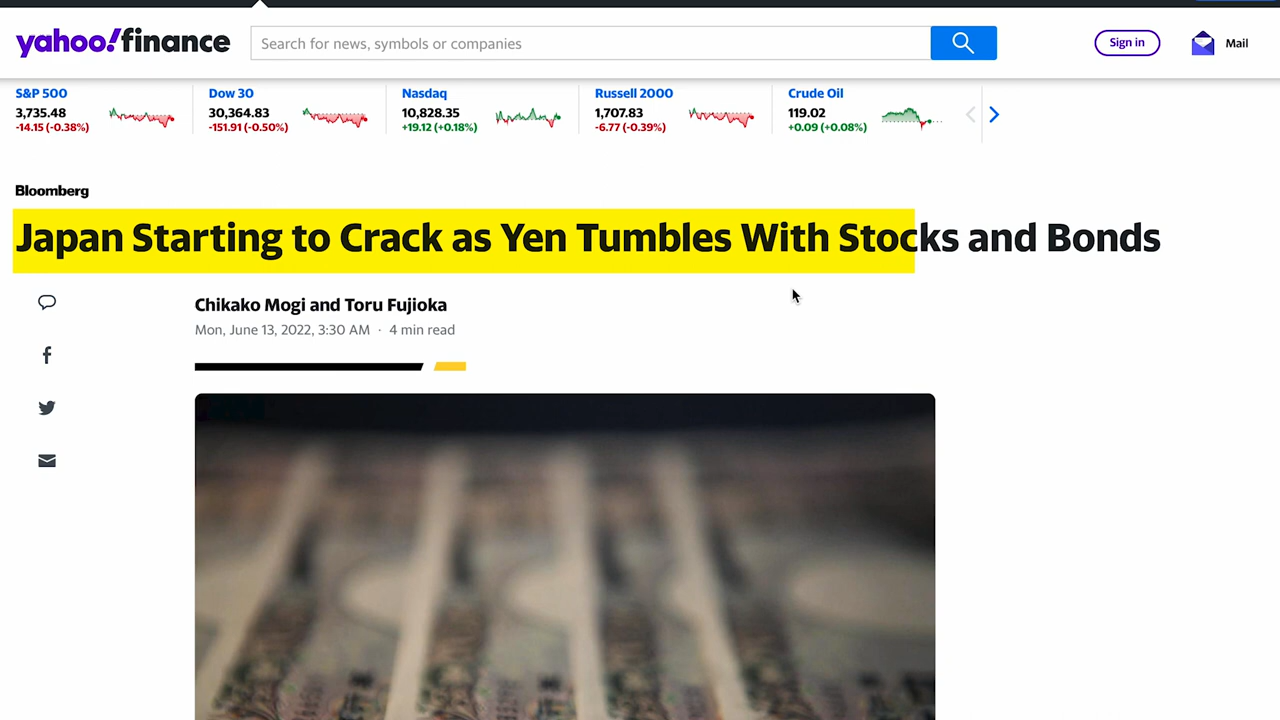 yahoo!finance
Search for news, symbols or companies
Sign in
Mail
S&P 500
3,735.48
-14.15 (-0.38%)
Dow 30
30,364.83
-151.91 (-0.50%)
Nasdaq
10,828.35
+19.12 (+0.18%)
Russell 2000
1,707.83
-6.77 (-0.39%)
Crude Oil
119.02
+0.09 (+0.08%)
Bloomberg
Japan Starting to Crack as Yen Tumbles With Stocks and Bonds
Chikako Mogi and Toru Fujioka
Mon, June 13, 2022, 3:30 AM · 4 min read